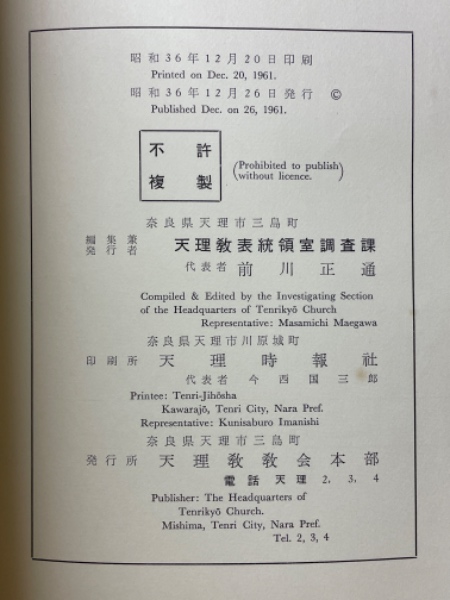 昭和36年12月20日印刷
Printed on Dec. 20, 1961.
昭和36年12月26日発行 ©
Published Dec. on 26, 1961.
不許
複製
(Prohibited to publish
without licence.)
奈良県天理市三島町
編集兼
発行者 天理教表統領室調査課
代表者 前川正通
Compiled & Edited by the Investigating Section
of the Headquarters of Tenrikyō Church
Representative: Masamichi Maegawa
奈良県天理市川原城町
印刷所 天理時報社
代表者 今西国三郎
Printee: Tenri-Jihōsha
Kawarajō, Tenri City, Nara Pref.
Representative: Kunisaburo Imanishi
奈良県天理市三島町
発行所 天理教教会本部
電話天理 2, 3, 4
Publisher: The Headquarters of
Tenrikyō Church.
Mishima, Tenri City, Nara Pref.
Tel. 2, 3, 4